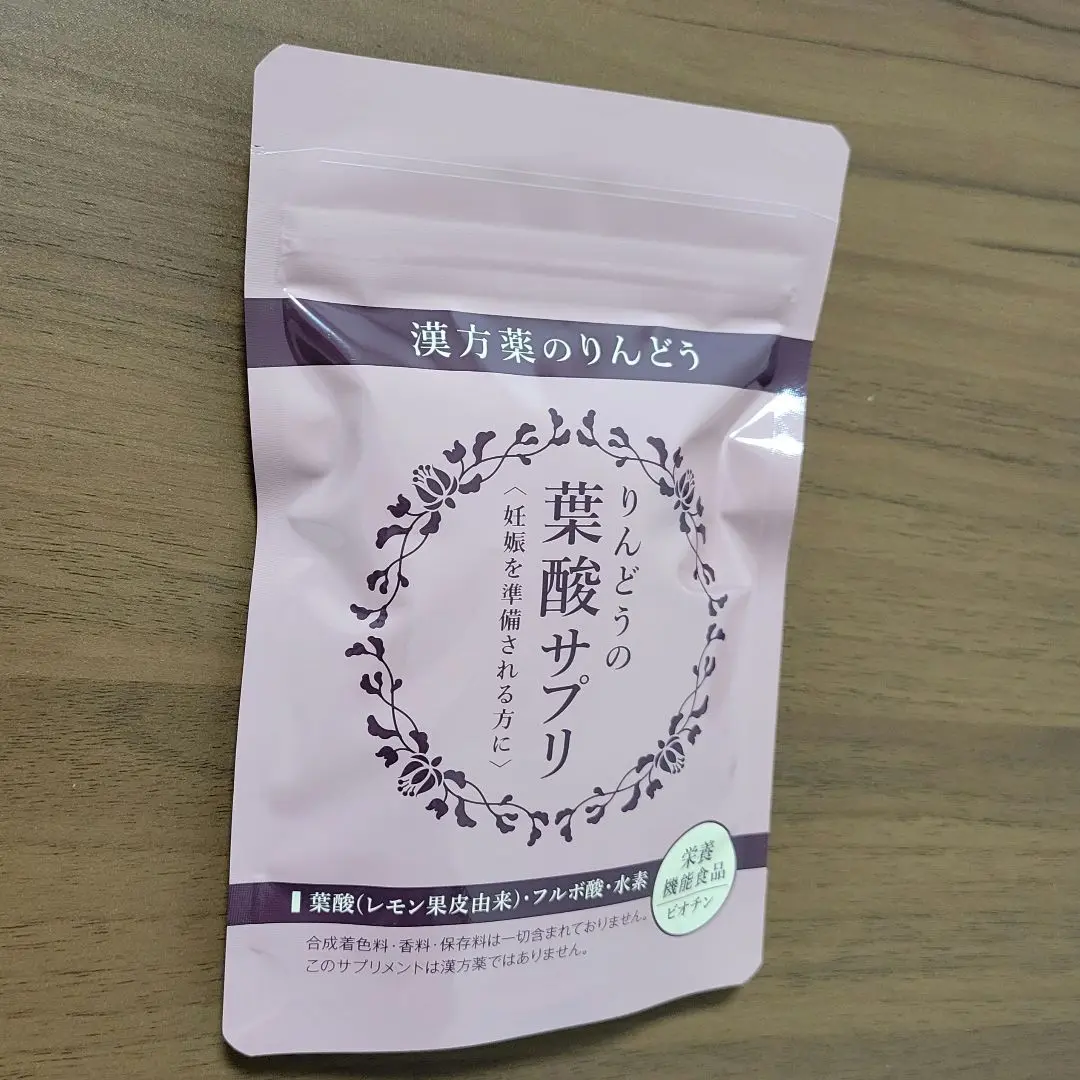 漢方薬のりんどう
りんどうの
葉酸サプリ
〈妊娠を準備される方に〉
葉酸(レモン果皮由来)・フルボ酸・水素
栄養
機能食品
ビオチン
合成着色料・香料・保存料は一切含まれておりません。
このサプリメントは漢方薬ではありません。